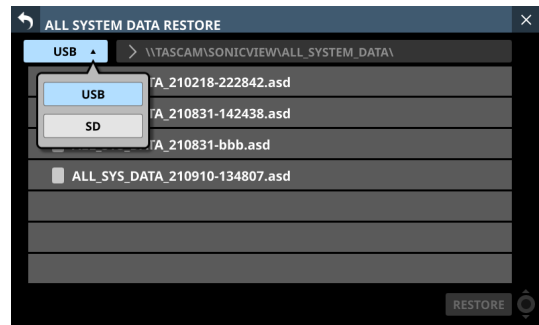 ALL SYSTEM DATA RESTORE
USB
\\TASCAM\SONICVIEW\ALL_SYSTEM_DATA\
USB
SD
TA_210218-222842.asd
TA_210831-142438.asd
TA_210831-bbb.asd
ALL_SYS_DATA_210910-134807.asd
RESTORE